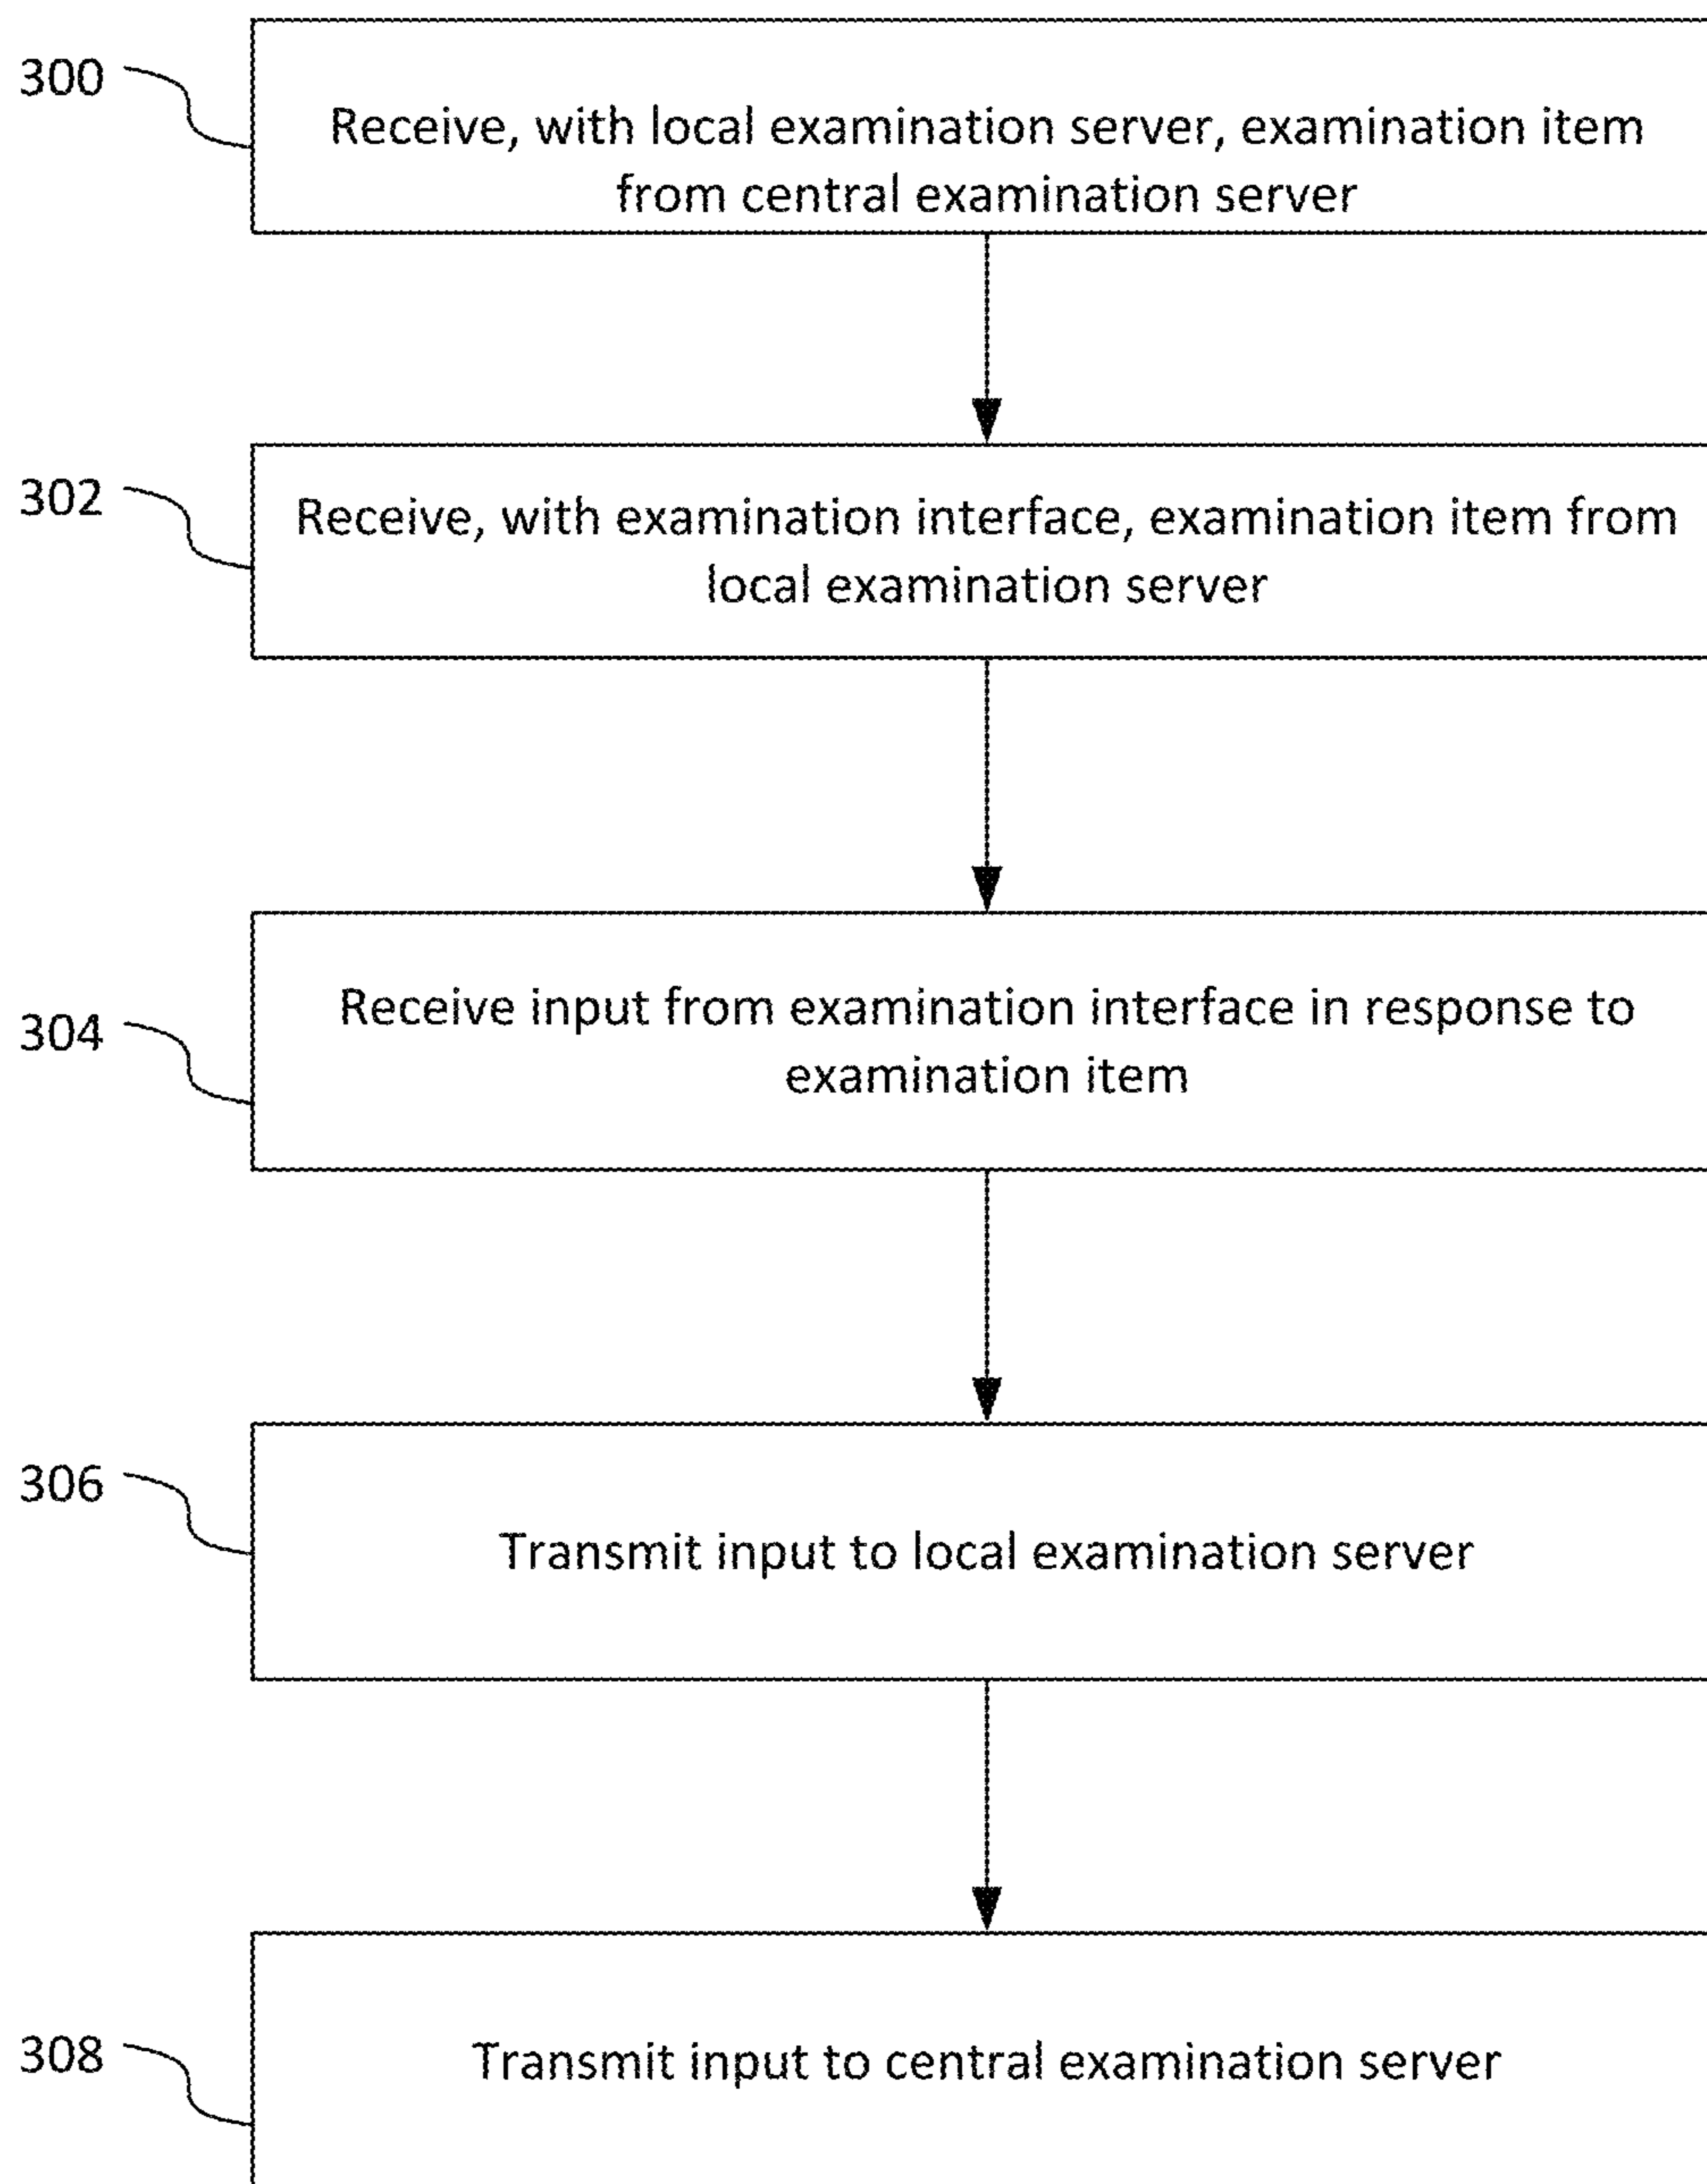 300
Receive, with local examination server, examination item
from central examination server
302
Receive, with examination interface, examination item from
local examination server
304
Receive input from examination interface in response to
examination item
306
Transmit input to local examination server
308
Transmit input to central examination server